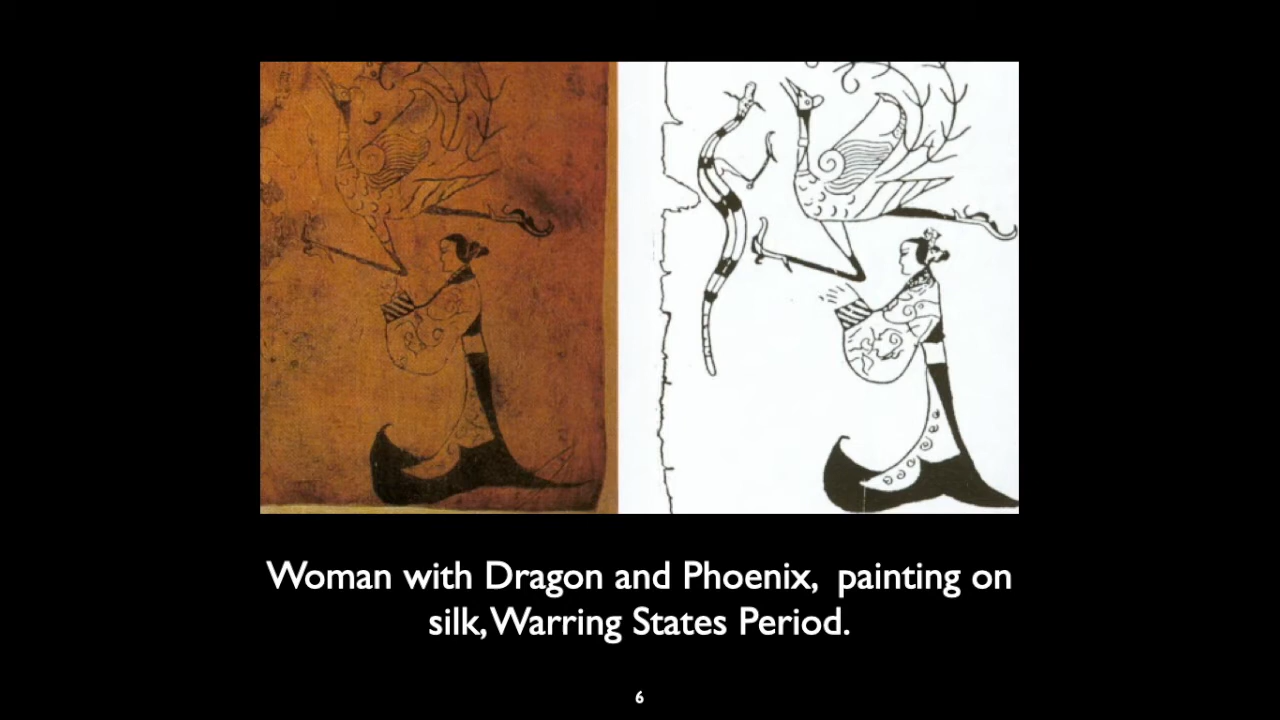 Woman with Dragon and Phoenix,  painting on
silk, Warring States Period.
6